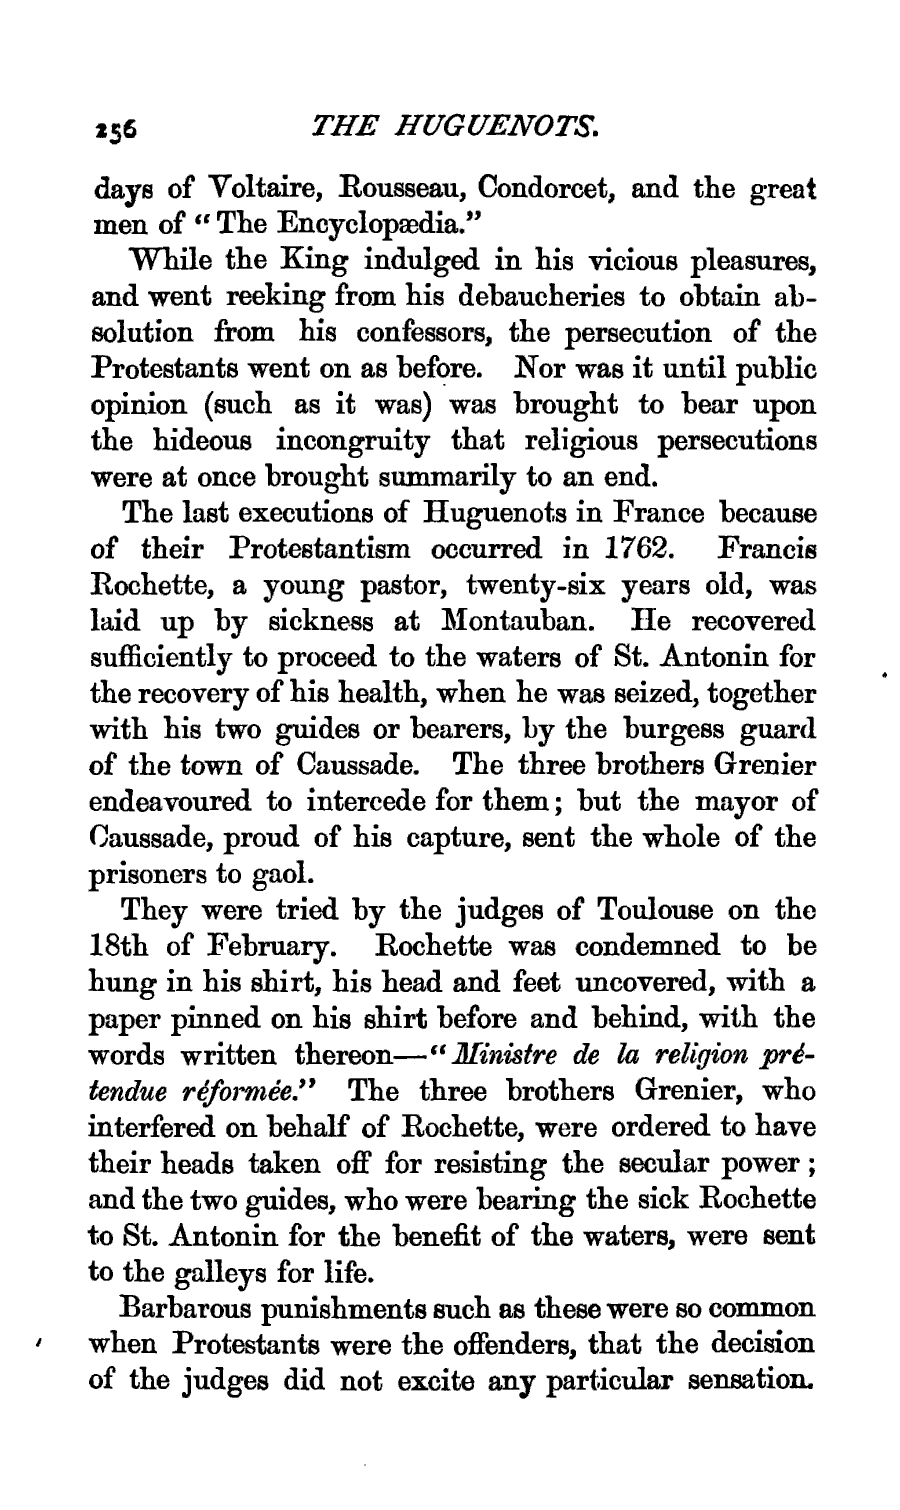 256 THE HUGUENOTS.
days of Voltaire, Rousseau, Condorcet, and the great
men of “ The Encyclopædia.”
While the King indulged in his vicious pleasures,
and went reeking from his debaucheries to obtain ab-
solution from his confessors, the persecution of the
Protestants went on as before. Nor was it until public
opinion (such as it was) was brought to bear upon
the hideous incongruity that religious persecutions
were at once brought summarily to an end.
The last executions of Huguenots in France because
of their Protestantism occurred in 1762. Francis
Rochette, a young pastor, twenty-six years old, was
laid up by sickness at Montauban. He recovered
sufficiently to proceed to the waters of St. Antonin for
the recovery of his health, when he was seized, together
with his two guides or bearers, by the burgess guard
of the town of Caussade. The three brothers Grenier
endeavoured to intercede for them; but the mayor of
Caussade, proud of his capture, sent the whole of the
prisoners to gaol.
They were tried by the judges of Toulouse on the
18th of February. Rochette was condemned to be
hung in his shirt, his head and feet uncovered, with a
paper pinned on his shirt before and behind, with the
words written thereon—“ Ministre de la religion pré-
tendue réformée.” The three brothers Grenier, who
interfered on behalf of Rochette, were ordered to have
their heads taken off for resisting the secular power ;
and the two guides, who were bearing the sick Rochette
to St. Antonin for the benefit of the waters, were sent
to the galleys for life.
Barbarous punishments such as these were so common
when Protestants were the offenders, that the decision
of the judges did not excite any particular sensation.